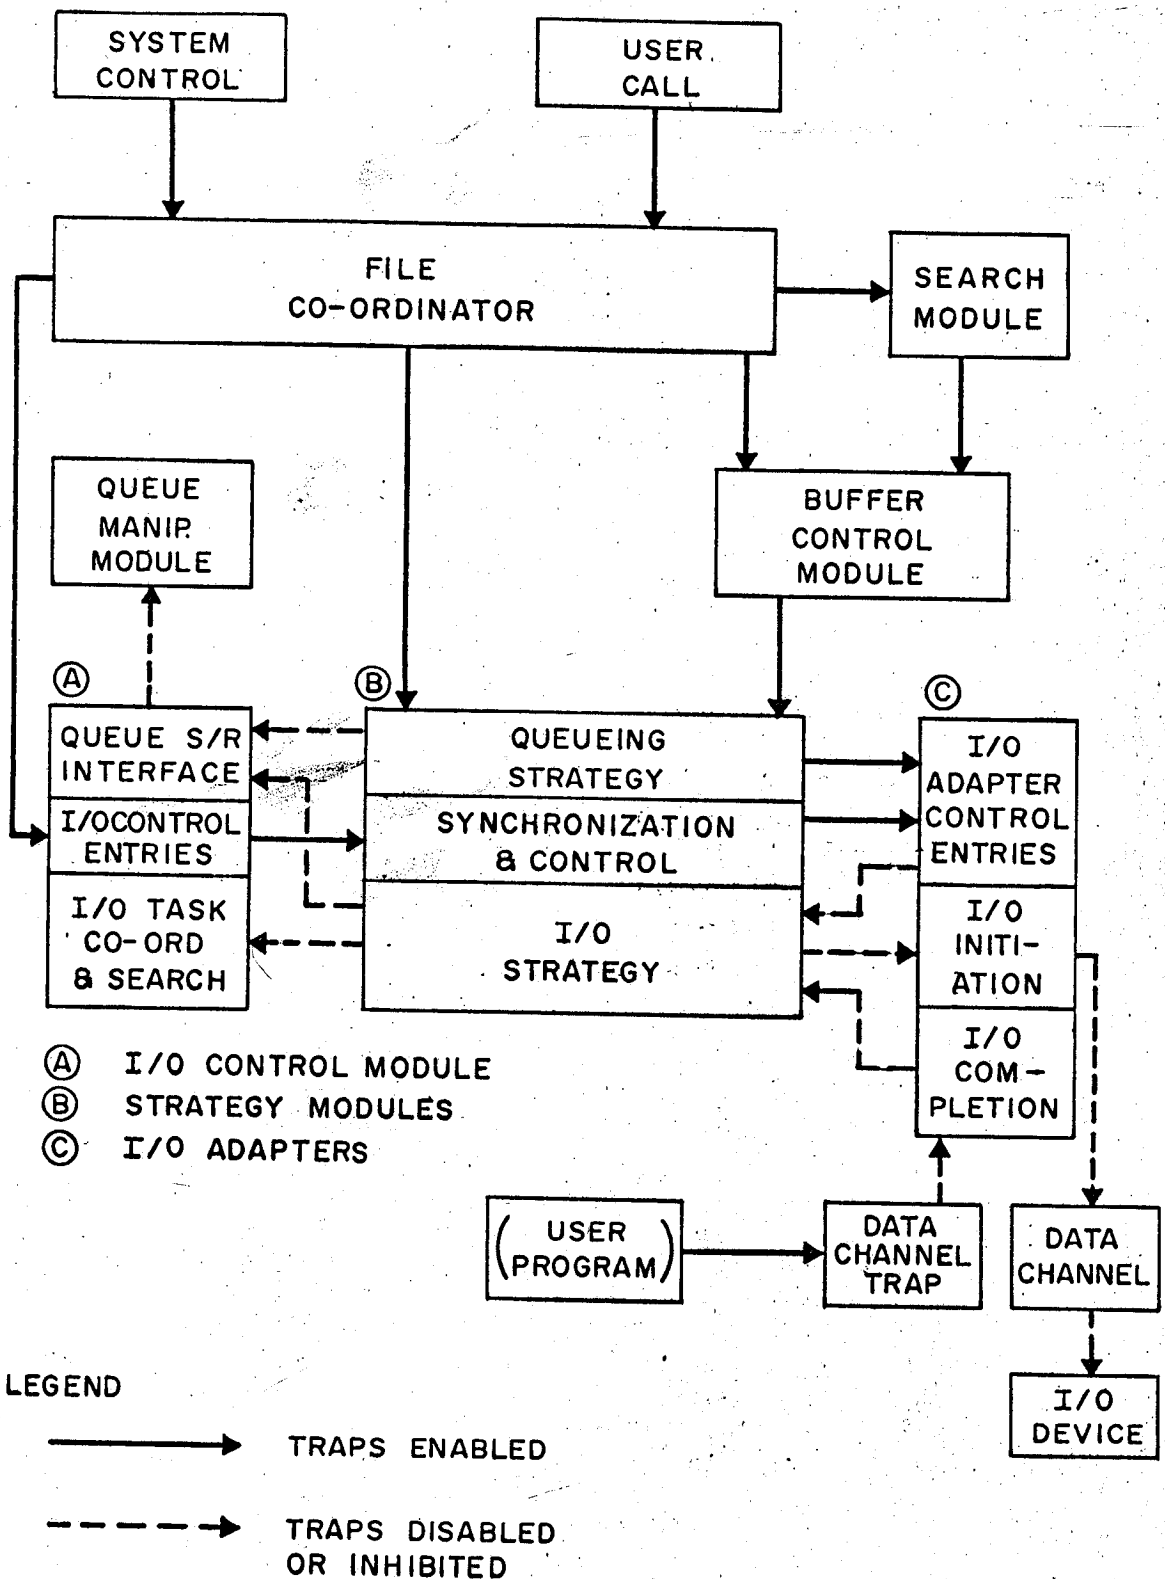 SYSTEM
CONTROL
USER
CALL
FILE
CO-ORDINATOR
SEARCH
MODULE
QUEUE
MANIP.
MODULE
BUFFER
CONTROL
MODULE
A
B
C
QUEUE S/R
INTERFACE
I/O CONTROL
ENTRIES
I/O TASK
CO-ORD
& SEARCH
QUEUEING
STRATEGY
SYNCHRONIZATION
& CONTROL
I/O
STRATEGY
I/O
ADAPTER
CONTROL
ENTRIES
I/O
INITI-
ATION
I/O
COM-
PLETION
A I/O CONTROL MODULE
B STRATEGY MODULES
C I/O ADAPTERS
(USER
PROGRAM)
DATA
CHANNEL
TRAP
DATA
CHANNEL
I/O
DEVICE
LEGEND
TRAPS ENABLED
TRAPS DISABLED
OR INHIBITED